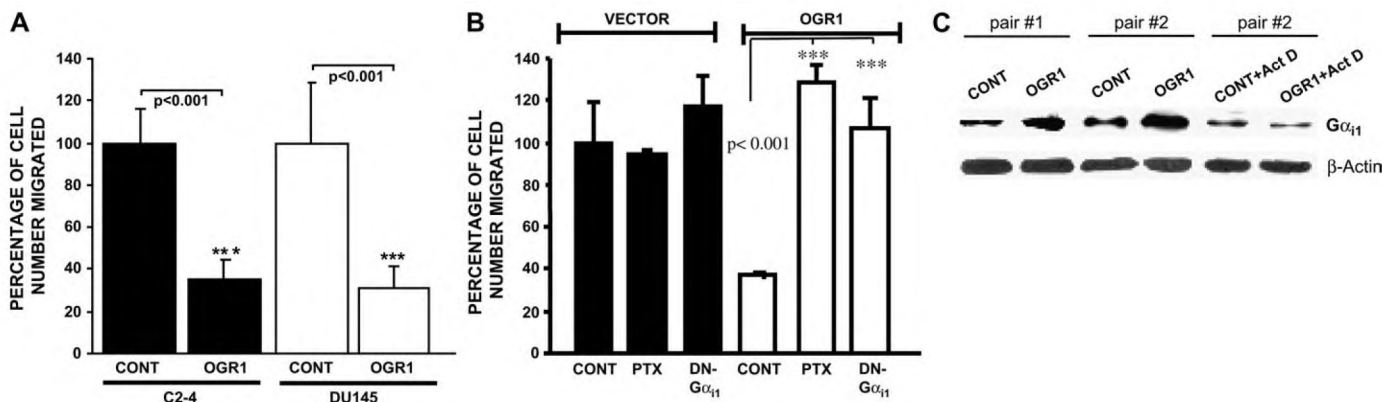 A
PERCENTAGE OF CELL
NUMBER MIGRATED
140
120
100
80
60
40
20
0
p<0.001
p<0.001
***
***
CONT OGR1 CONT OGR1
C2-4 DU145
B
VECTOR OGR1
PERCENTAGE OF CELL
NUMBER MIGRATED
140
120
100
80
60
40
20
0
*** ***
p< 0.001
CONT PTX DN-Gαi1 CONT PTX DN-Gαi1
C
pair #1 pair #2 pair #2
CONT OGR1 CONT OGR1 CONT+Act D OGR1+Act D
Gαi1
β-Actin